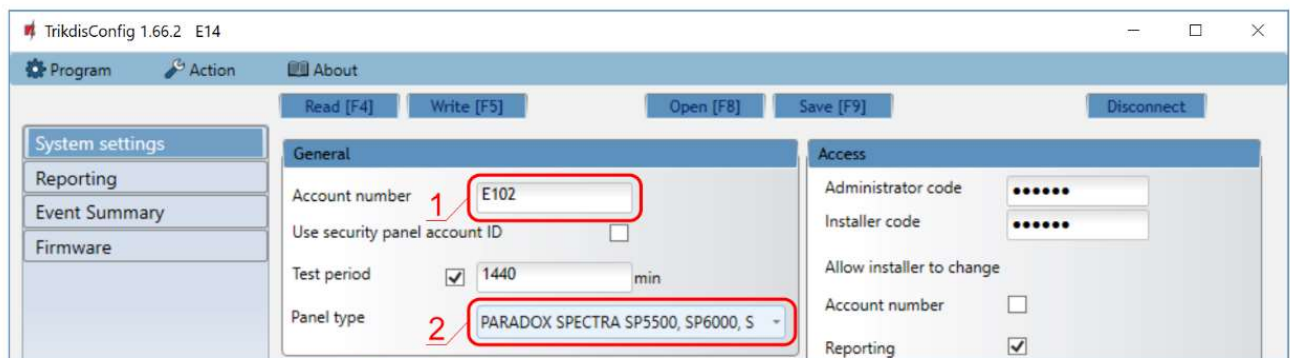 TrikdisConfig 1.66.2 E14
Program Action About
Read [F4] Write [F5] Open [F8] Save [F9] Disconnect
System settings
Reporting
Event Summary
Firmware
General
Account number 1 E102
Use security panel account ID
Test period 1440 min
Panel type 2 PARADOX SPECTRA SP5500, SP6000, S
Access
Administrator code ••••••
Installer code ••••••
Allow installer to change
Account number
Reporting